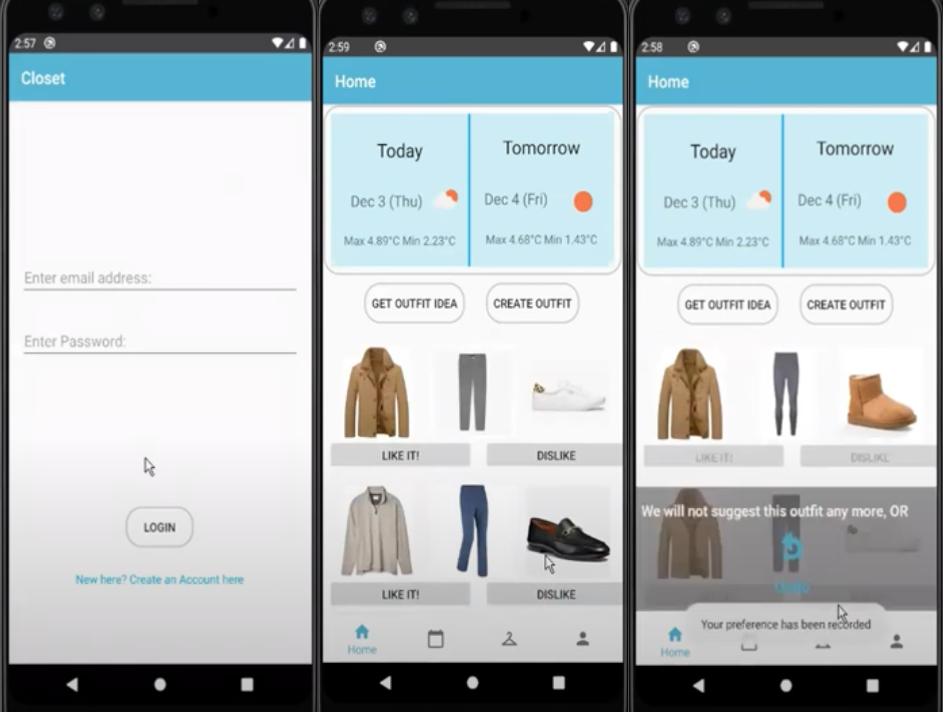 2:57
Closet
Enter email address:
Enter Password:
LOGIN
New here? Create an Account here
2:59
Home
Today
Tomorrow
Dec 3 (Thu)
Dec 4 (Fri)
Max 4.89°C Min 2.23°C
Max 4.68°C Min 1.43°C
GET OUTFIT IDEA
CREATE OUTFIT
LIKE IT!
DISLIKE
LIKE IT!
DISLIKE
Home
2:58
Home
Today
Tomorrow
Dec 3 (Thu)
Dec 4 (Fri)
Max 4.89°C Min 2.23°C
Max 4.68°C Min 1.43°C
GET OUTFIT IDEA
CREATE OUTFIT
LIKE IT!
DISLIKE
We will not suggest this outfit any more, OR
Undo
Your preference has been recorded
Home